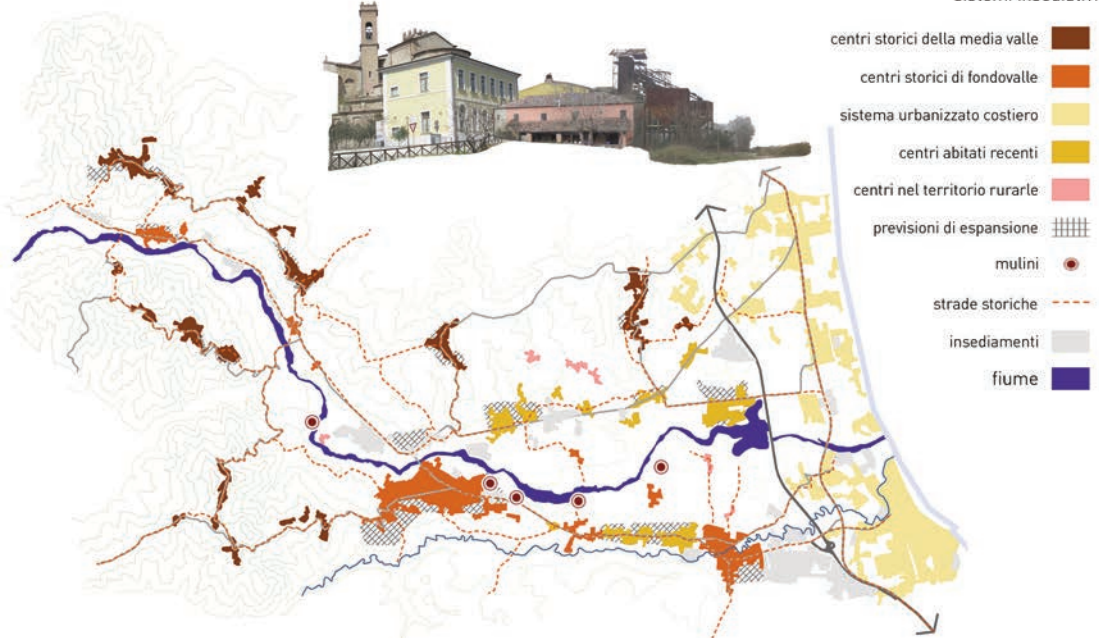 centri storici della media valle
centri storici di fondovalle
sistema urbanizzato costiero
centri abitati recenti
centri nel territorio rurarle
previsioni di espansione
mulini
strade storiche
insediamenti
fiume